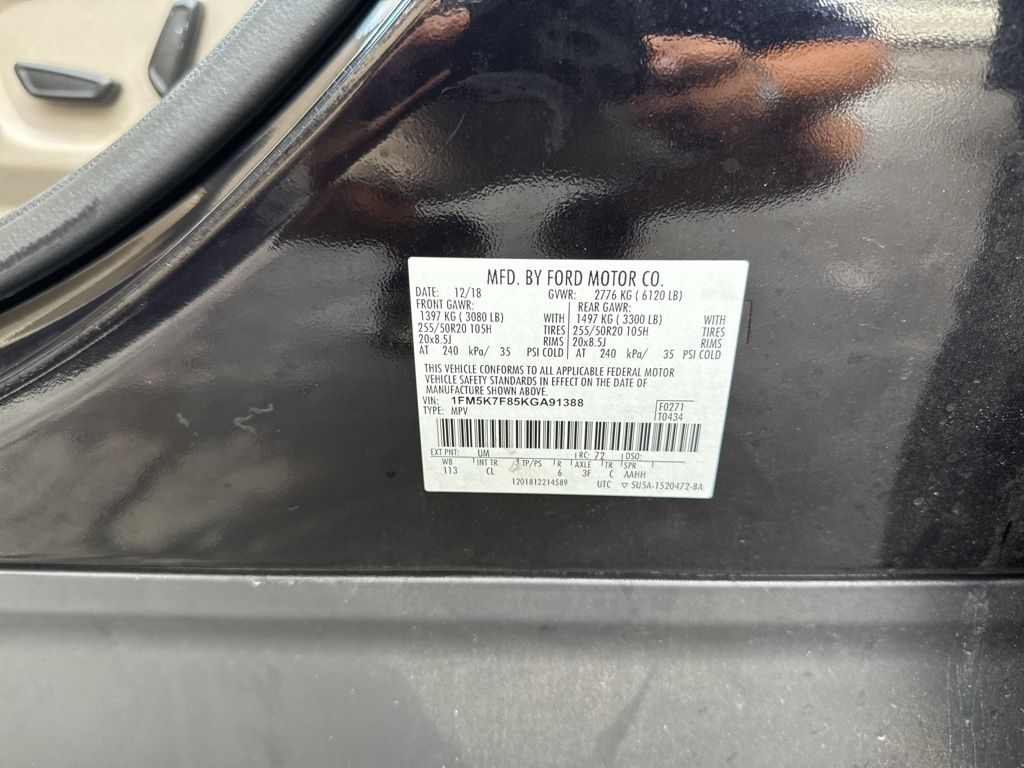 MFD. BY FORD MOTOR CO.
DATE: 12/18 GVWR: 2776 KG ( 6120 LB)
FRONT GAWR: REAR GAWR:
1397 KG ( 3080 LB) WITH 1497 KG ( 3300 LB) WITH
255/50R20 105H TIRES 255/50R20 105H TIRES
20x8.5J RIMS 20x8.5J RIMS
AT 240 kPa/ 35 PSI COLD AT 240 kPa/ 35 PSI COLD
THIS VEHICLE CONFORMS TO ALL APPLICABLE FEDERAL MOTOR
VEHICLE SAFETY STANDARDS IN EFFECT ON THE DATE OF
MANUFACTURE SHOWN ABOVE.
VIN: 1FM5K7F85KGA91388 F0271
TYPE: MPV T0434
EXT PNT: UM RC: 72 DSO:
WB INT TR TP/PS R AXLE TR SPR
113 CL 6 3F C AAHH
1201812214589 UTC ▽ 5U5A-1520472-BA